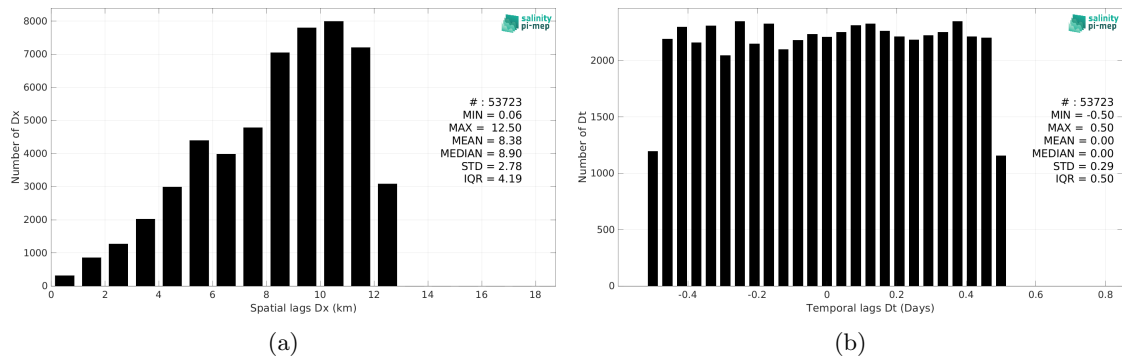 8000
7000
6000
5000
4000
3000
2000
1000
0
Number of Dx
0 2 4 6 8 10 12 14 16 18
Spatial lags Dx (km)
salinity
pi-mep
# : 53723
MIN = 0.06
MAX = 12.50
MEAN = 8.38
MEDIAN = 8.90
STD = 2.78
IQR = 4.19
(a)
2000
1500
1000
500
0
Number of Dt
-0.4 -0.2 0 0.2 0.4 0.6 0.8
Temporal lags Dt (Days)
salinity
pi-mep
# : 53723
MIN = -0.50
MAX = 0.50
MEAN = 0.00
MEDIAN = 0.00
STD = 0.29
IQR = 0.50
(b)